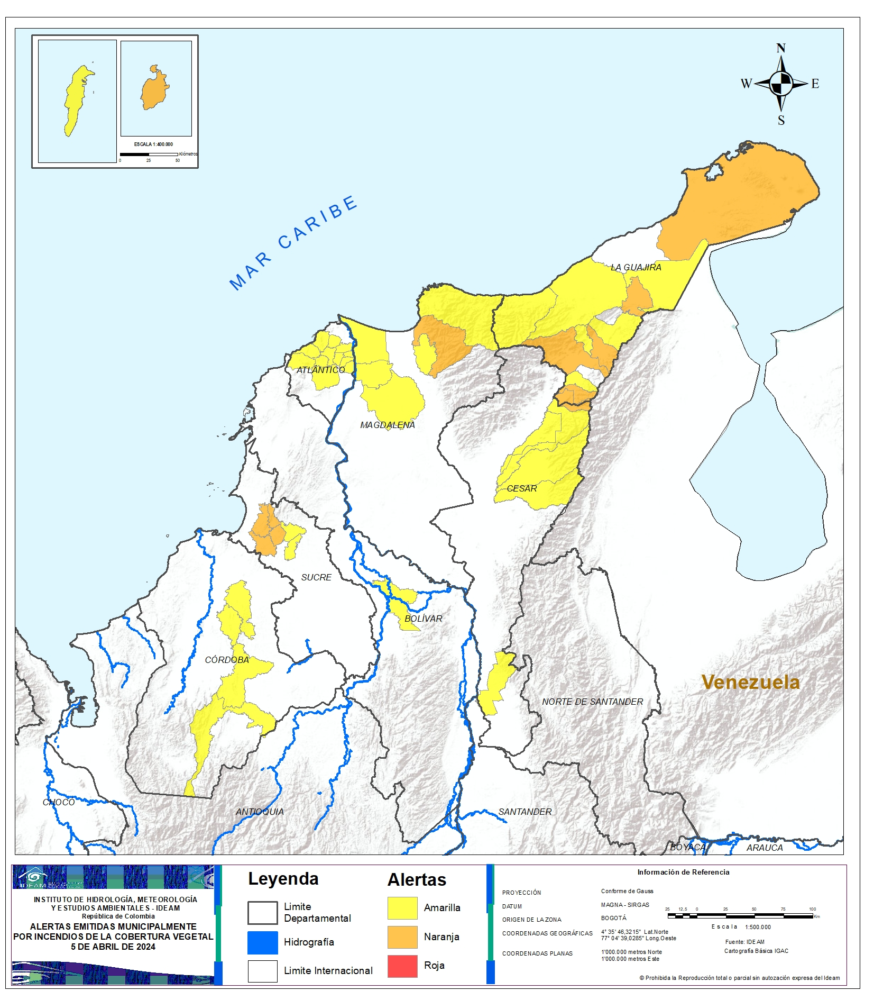 N
W
E
S
ESCALA 1:400.000
Kilómetros
0 25 50
MAR CARIBE
LA GUAJIRA
ATLÁNTICO
MAGDALENA
CESAR
SUCRE
BOLÍVAR
CÓRDOBA
Venezuela
NORTE DE SANTANDER
CHOCÓ
ANTIOQUIA
SANTANDER
BOYACÁ
ARAUCA
IDEAM
INSTITUTO DE HIDROLOGÍA, METEOROLOGÍA
Y ESTUDIOS AMBIENTALES - IDEAM
República de Colombia
ALERTAS EMITIDAS MUNICIPALMENTE
POR INCENDIOS DE LA COBERTURA VEGETAL
5 DE ABRIL DE 2024
Leyenda
Limite
Departamental
Hidrografía
Limite Internacional
Alertas
Amarilla
Naranja
Roja
Información de Referencia
PROYECCIÓN Conforme de Gauss
DATUM MAGNA - SIRGAS
ORIGEN DE LA ZONA BOGOTÁ
COORDENADAS GEOGRÁFICAS 4° 35' 46,3215" Lat.Norte
77° 04' 39,0285" Long.Oeste
COORDENADAS PLANAS 1'000.000 metros Norte
1'000.000 metros Este
25 12,5 0 25 50 75 100
Km
Escala 1:500.000
Fuente: IDEAM
Cartografía Básica IGAC
© Prohibida la Reproducción total o parcial sin autozación expresa del Ideam